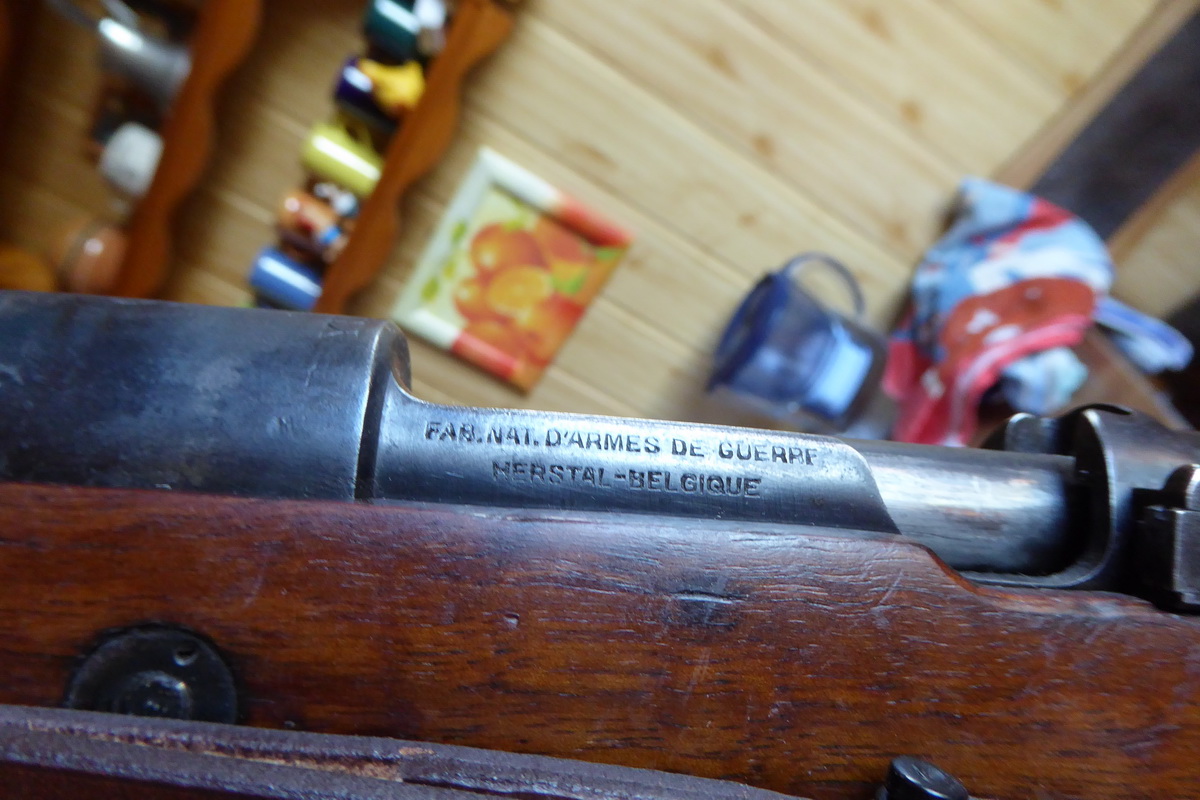 FAB. NAT. D'ARMES DE GUERRE
HERSTAL-BELGIQUE